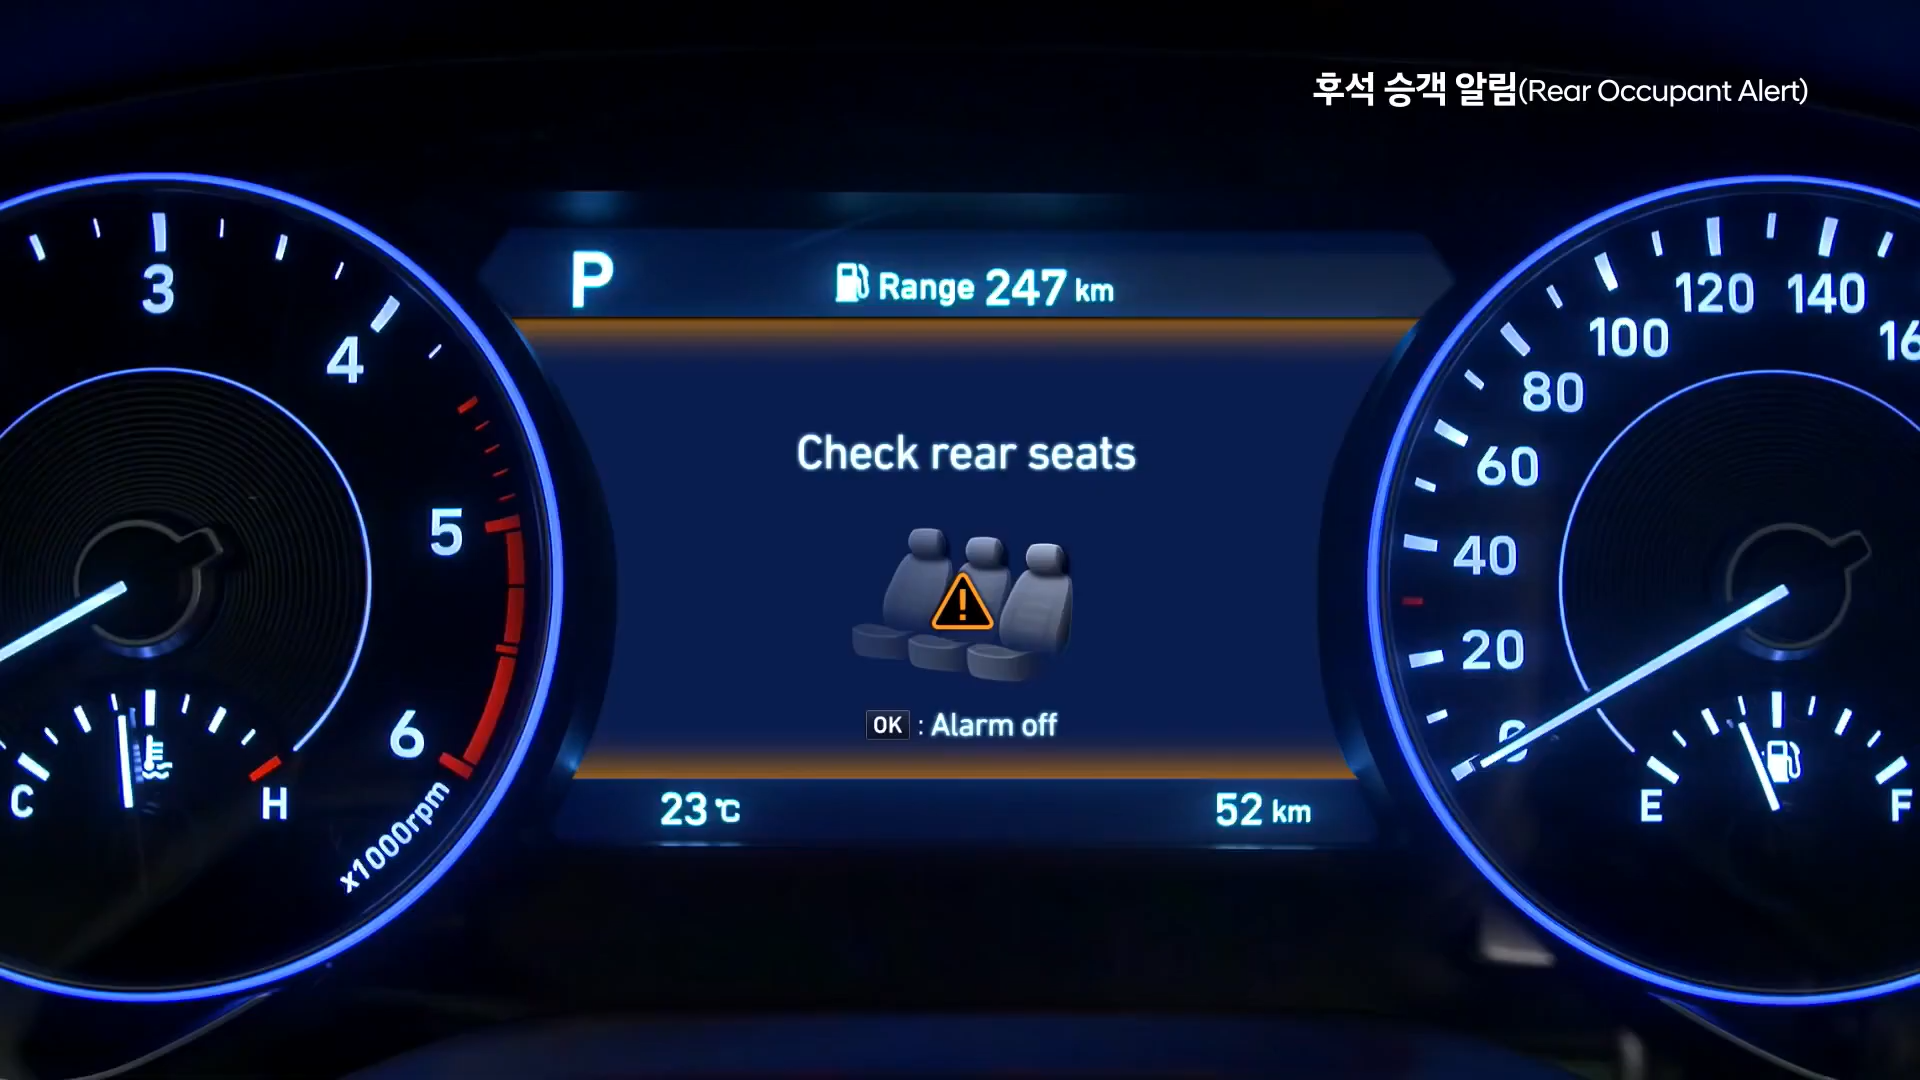 후석 승객 알림(Rear Occupant Alert)
P
Range 247 km
Check rear seats
OK : Alarm off
23 ℃
52 km
3
4
5
6
x1000rpm
C
H
0
20
40
60
80
100
120
140
E
F